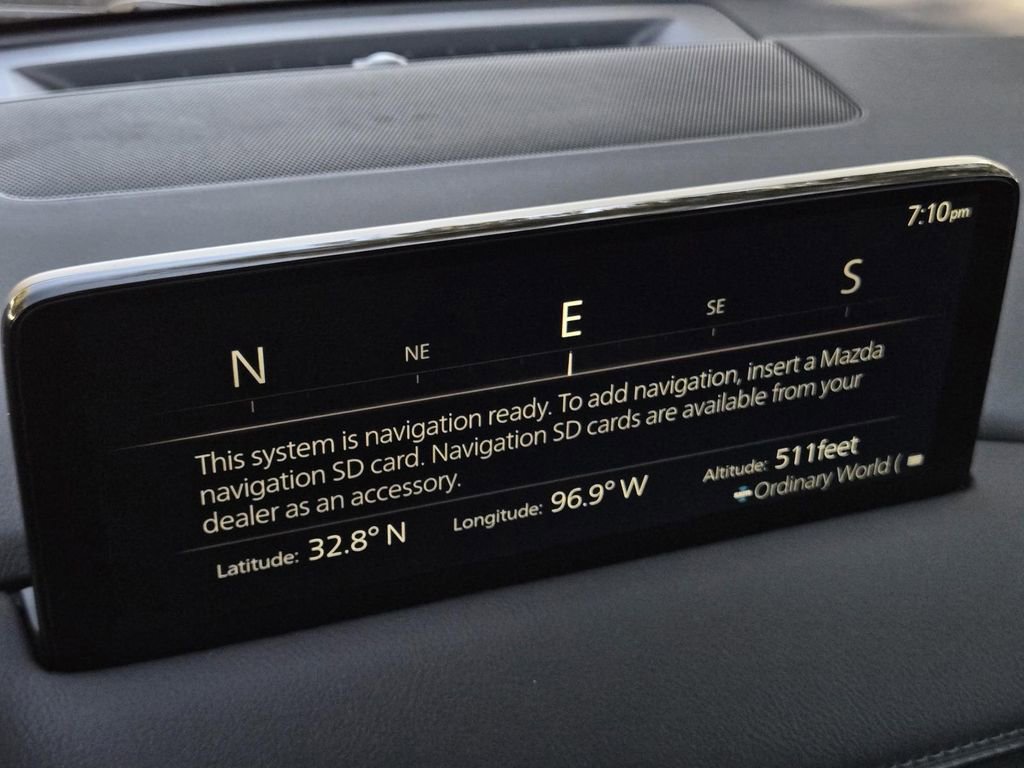 7:10pm
N NE E SE S
This system is navigation ready. To add navigation, insert a Mazda
navigation SD card. Navigation SD cards are available from your
dealer as an accessory.
Latitude: 32.8° N Longitude: 96.9° W Altitude: 511feet
Ordinary World (